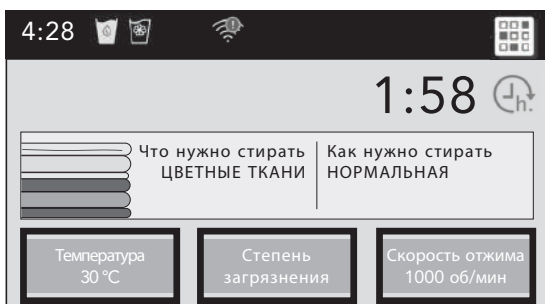 4:28
1:58 h.
Что нужно стирать
ЦВЕТНЫЕ ТКАНИ
Как нужно стирать
НОРМАЛЬНАЯ
Температура
30 °C
Степень
загрязнения
Скорость отжима
1000 об/мин